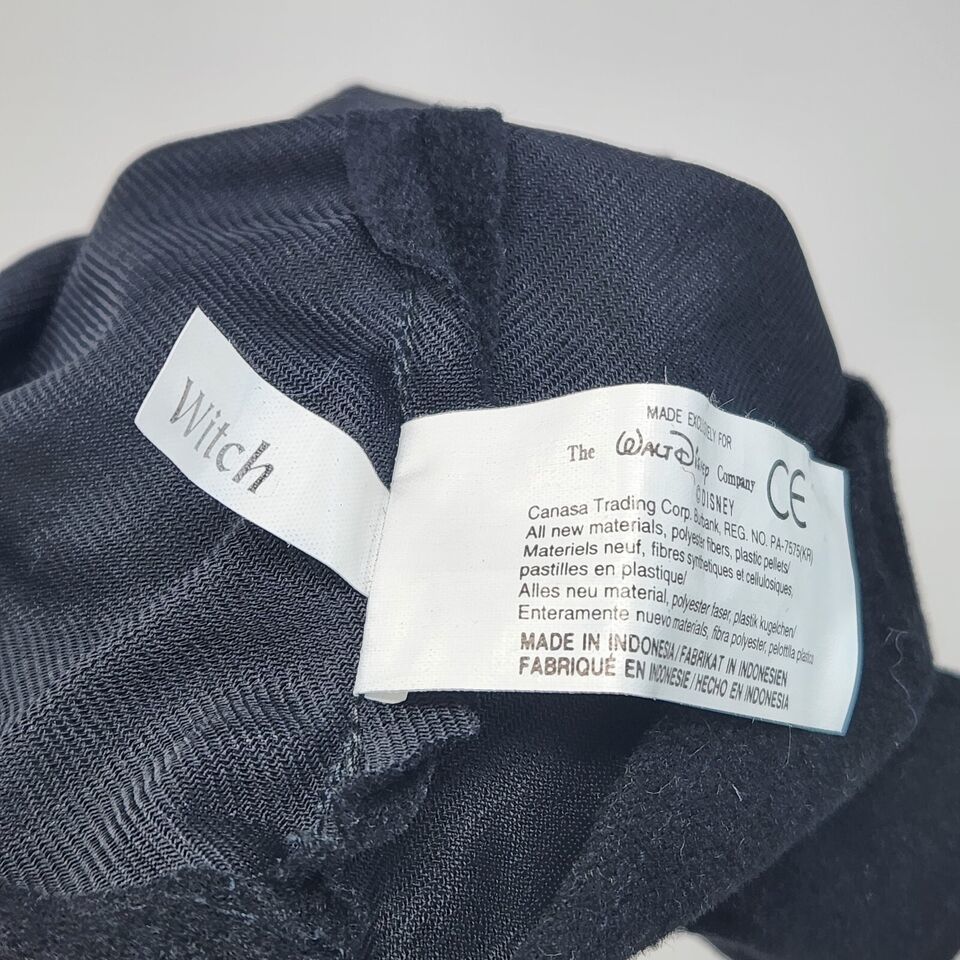 Witch
MADE EXCLUSIVELY FOR
The WALT Disney Company
CE
© DISNEY
Canasa Trading Corp. Burbank, REG. NO. PA-7575(KR)
All new materials, polyester fibers, plastic pellets/
Materiels neuf, fibres synthetiques et cellulosiques,
pastilles en plastique/
Alles neu material, polyester faser, plastik kugelchen/
Enteramente nuevo materials, fibra polyester, pelotilla plastico
MADE IN INDONESIA/FABRIKAT IN INDONESIEN
FABRIQUÉ EN INDONESIE/HECHO EN INDONESIA